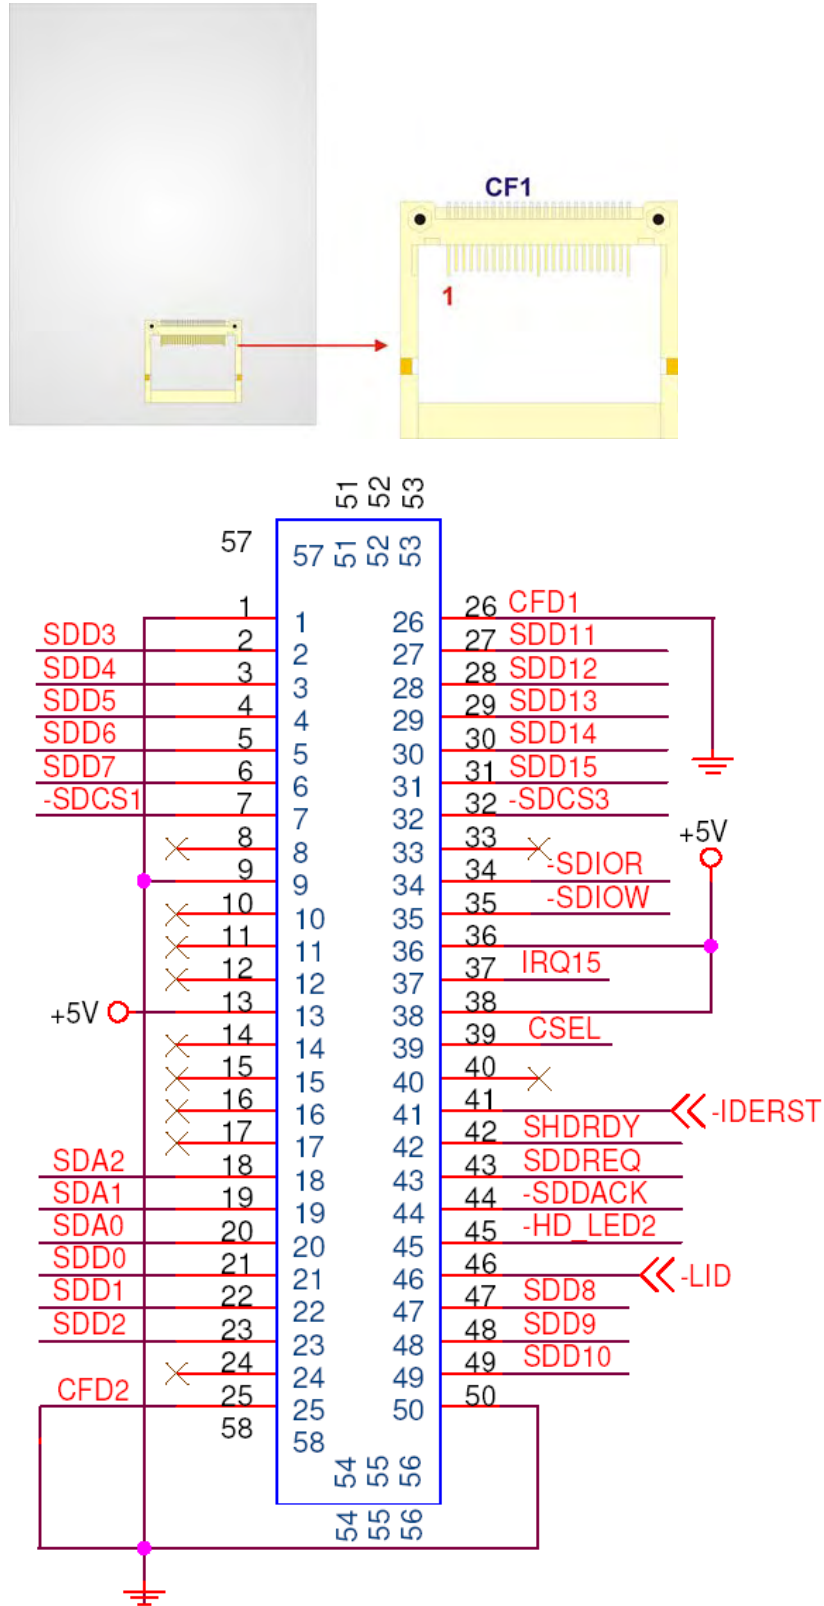 CF1
1
51 52 53
57
57 51 52 53
1 1 26 26 CFD1
SDD3 2 2 27 27 SDD11
SDD4 3 3 28 28 SDD12
SDD5 4 4 29 29 SDD13
SDD6 5 5 30 30 SDD14
SDD7 6 6 31 31 SDD15
-SDCS1 7 7 32 32 -SDCS3
8 8 33 33 +5V
9 9 34 34 -SDIOR
10 10 35 35 -SDIOW
11 11 36 36
12 12 37 37 IRQ15
+5V 13 13 38 38
14 14 39 39 CSEL
15 15 40 40
16 16 41 41 -IDERST
17 17 42 42 SHDRDY
SDA2 18 18 43 43 SDDREQ
SDA1 19 19 44 44 -SDDACK
SDA0 20 20 45 45 -HD_LED2
SDD0 21 21 46 46 -LID
SDD1 22 22 47 47 SDD8
SDD2 23 23 48 48 SDD9
24 24 49 49 SDD10
CFD2 25 25 50 50
58 58
54 55 56
54 55 56